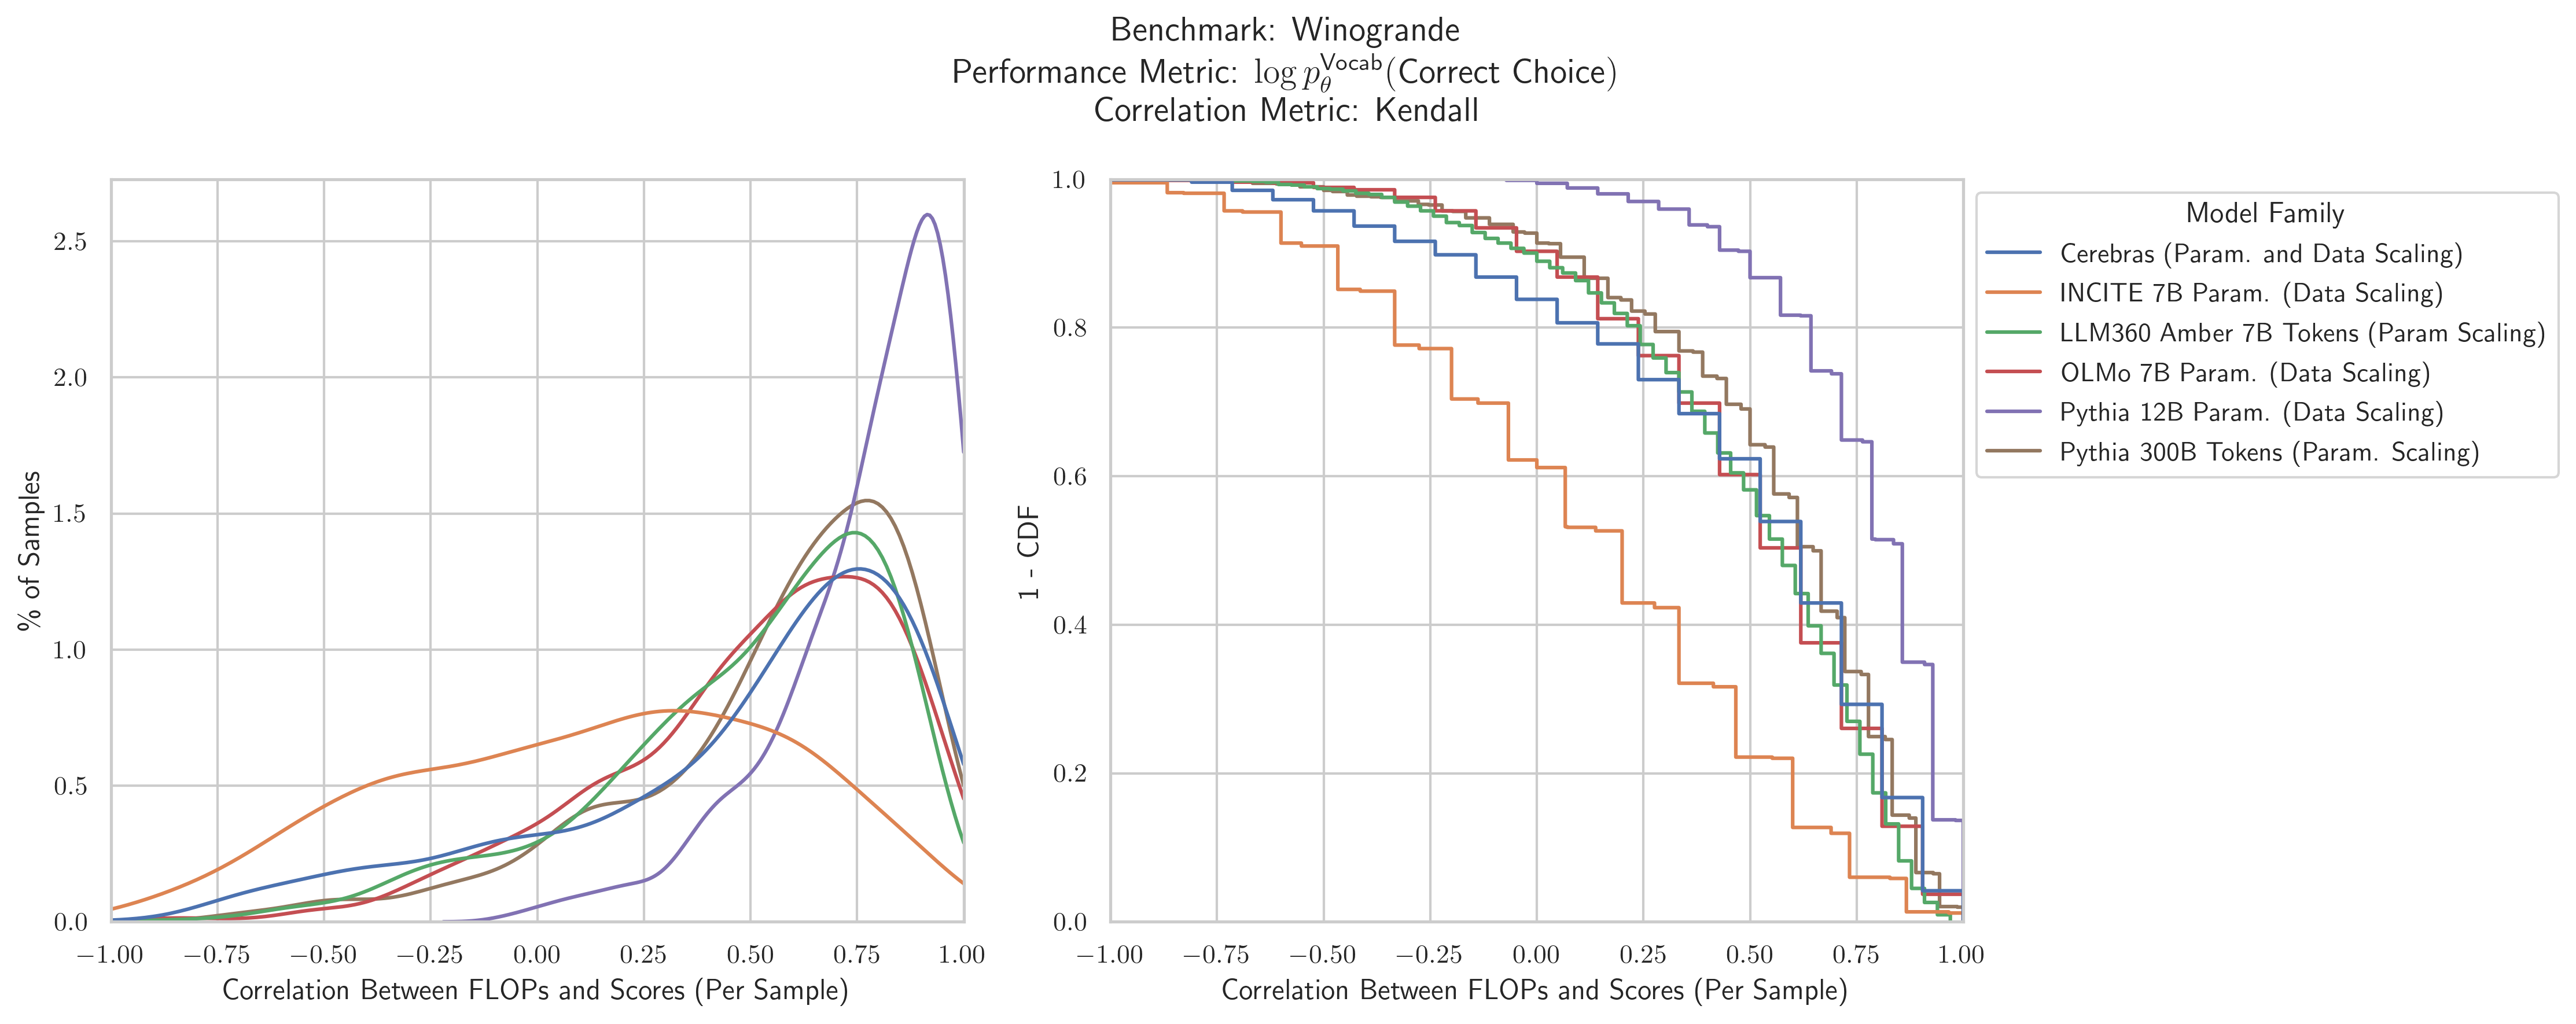 Benchmark: Winogrande
Performance Metric: log p_θ^Vocab(Correct Choice)
Correlation Metric: Kendall
% of Samples
2.5
2.0
1.5
1.0
0.5
0.0
−1.00 −0.75 −0.50 −0.25 0.00 0.25 0.50 0.75 1.00
Correlation Between FLOPs and Scores (Per Sample)
1 - CDF
1.0
0.8
0.6
0.4
0.2
0.0
−1.00 −0.75 −0.50 −0.25 0.00 0.25 0.50 0.75 1.00
Correlation Between FLOPs and Scores (Per Sample)
Model Family
Cerebras (Param. and Data Scaling)
INCITE 7B Param. (Data Scaling)
LLM360 Amber 7B Tokens (Param Scaling)
OLMo 7B Param. (Data Scaling)
Pythia 12B Param. (Data Scaling)
Pythia 300B Tokens (Param. Scaling)